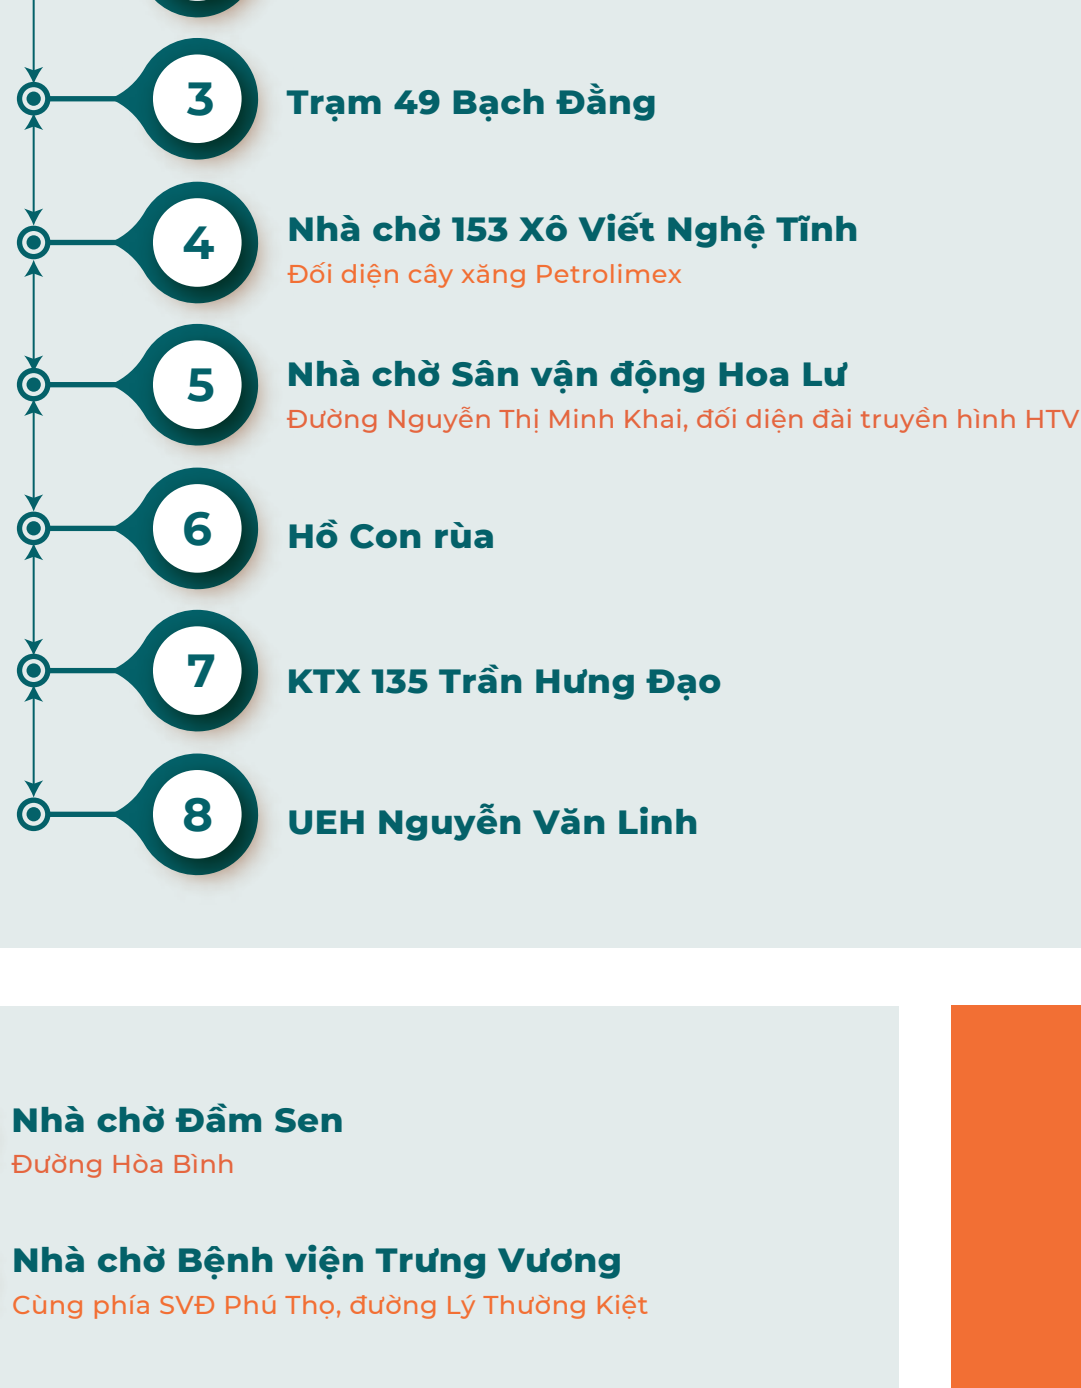 3
Trạm 49 Bạch Đằng
4
Nhà chờ 153 Xô Viết Nghệ Tĩnh
Đối diện cây xăng Petrolimex
5
Nhà chờ Sân vận động Hoa Lư
Đường Nguyễn Thị Minh Khai, đối diện đài truyền hình HTV
6
Hồ Con rùa
7
KTX 135 Trần Hưng Đạo
8
UEH Nguyễn Văn Linh
Nhà chờ Đầm Sen
Đường Hòa Bình
Nhà chờ Bệnh viện Trưng Vương
Cùng phía SVĐ Phú Thọ, đường Lý Thường Kiệt